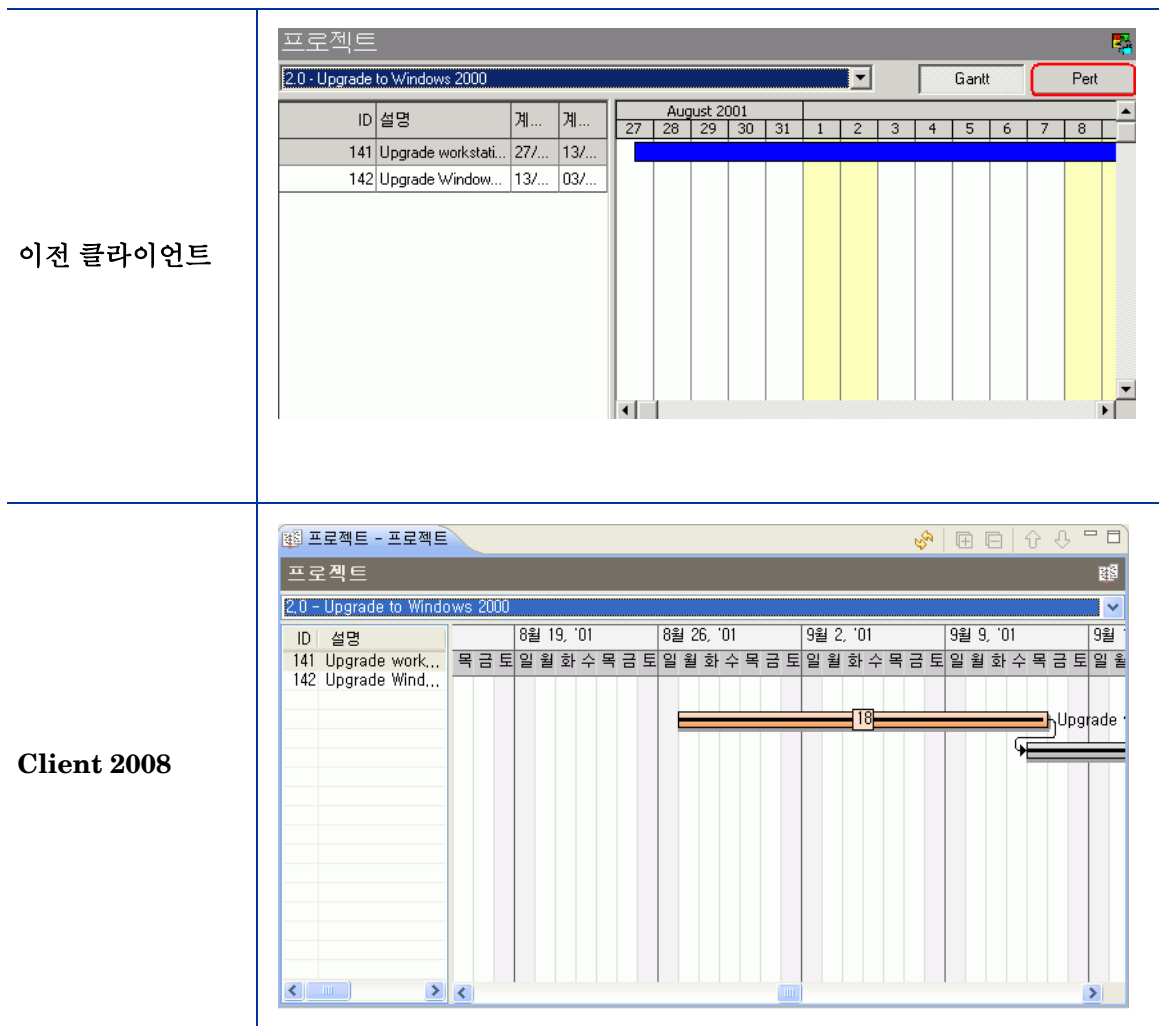 프로젝트
2.0 - Upgrade to Windows 2000
Gantt
Pert
ID 설명 계... 계...
August 2001
27 28 29 30 31 1 2 3 4 5 6 7 8
141 Upgrade workstati... 27/... 13/...
142 Upgrade Window... 13/... 03/...
이전 클라이언트
프로젝트 - 프로젝트
프로젝트
2.0 - Upgrade to Windows 2000
ID 설명
8월 19, '01 8월 26, '01 9월 2, '01 9월 9, '01 9월
목 금 토 일 월 화 수 목 금 토 일 월 화 수 목 금 토 일 월 화 수 목 금 토 일 월 화 수 목 금 토 일 월
141 Upgrade work...
142 Upgrade Wind...
18
Upgrade
Client 2008